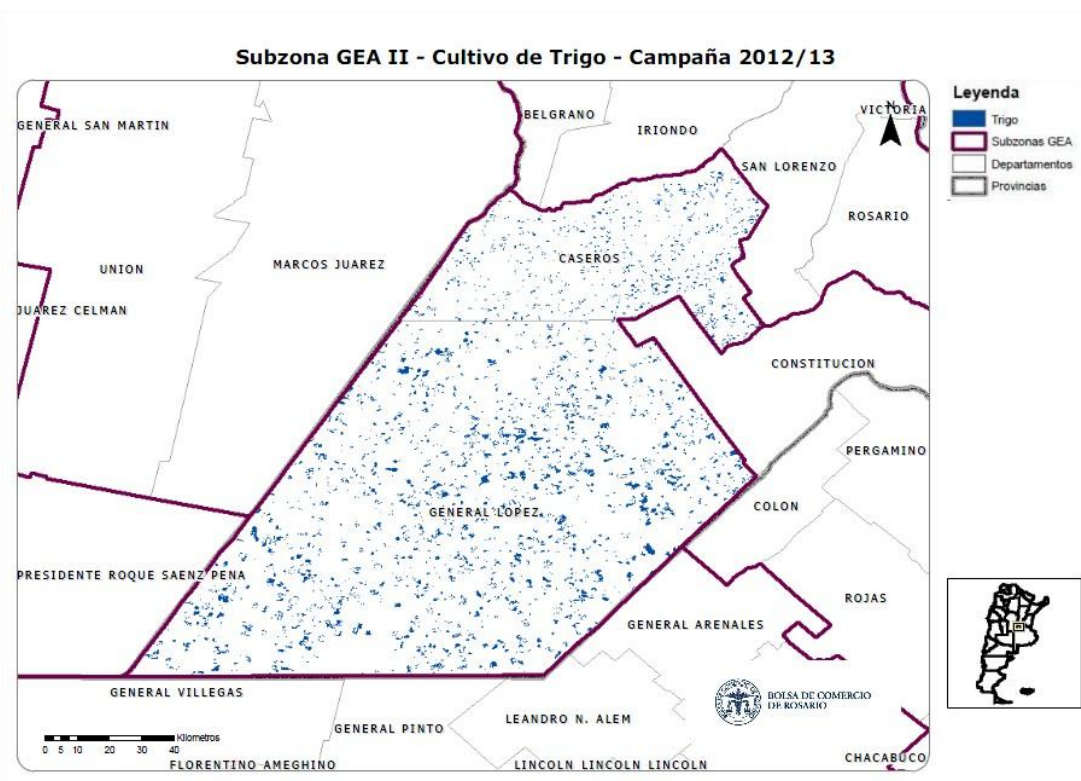 Subzona GEA II - Cultivo de Trigo - Campaña 2012/13
Leyenda
Trigo
Subzonas GEA
Departamentos
Provincias
N
BELGRANO
VICTORIA
GENERAL SAN MARTIN
IRIONDO
SAN LORENZO
ROSARIO
UNION
MARCOS JUAREZ
CASEROS
JUAREZ CELMAN
CONSTITUCION
PERGAMINO
GENERAL LOPEZ
COLON
PRESIDENTE ROQUE SAENZ PENA
ROJAS
GENERAL ARENALES
GENERAL VILLEGAS
BOLSA DE COMERCIO
DE ROSARIO
LEANDRO N. ALEM
GENERAL PINTO
Kilometros
0 5 10 20 30 40
CHACABUCO
FLORENTINO AMEGHINO
LINCOLN LINCOLN LINCOLN